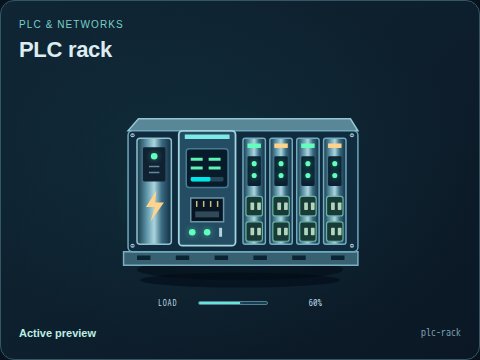 PLC & NETWORKS
PLC rack
LOAD 60%
Active preview
plc-rack